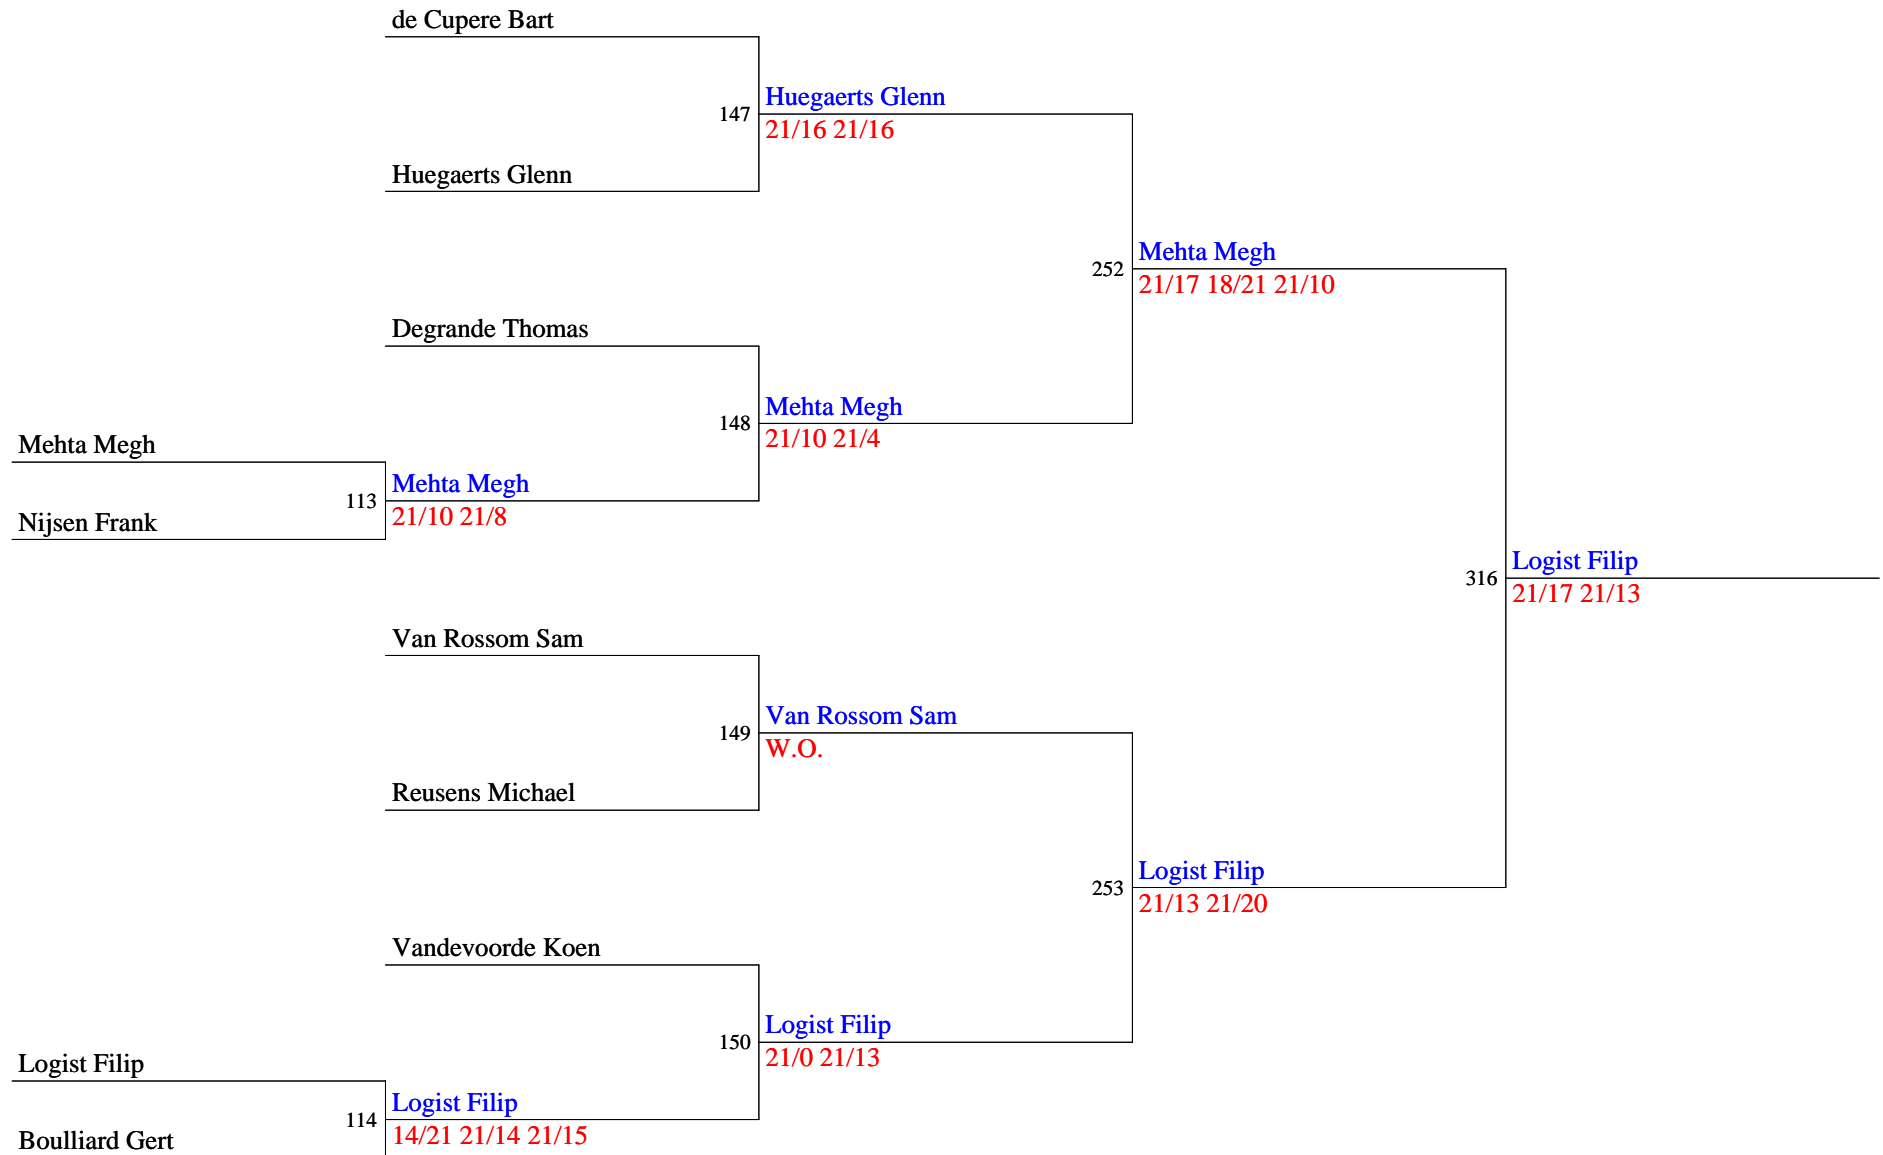 de Cupere Bart
Huegaerts Glenn
147
21/16 21/16
Huegaerts Glenn
Mehta Megh
252
21/17 18/21 21/10
Degrande Thomas
Mehta Megh
148
21/10 21/4
Mehta Megh
Mehta Megh
113
21/10 21/8
Nijsen Frank
Logist Filip
316
21/17 21/13
Van Rossom Sam
Van Rossom Sam
149
W.O.
Reusens Michael
Logist Filip
253
21/13 21/20
Vandevoorde Koen
Logist Filip
150
21/0 21/13
Logist Filip
Logist Filip
114
14/21 21/14 21/15
Boulliard Gert